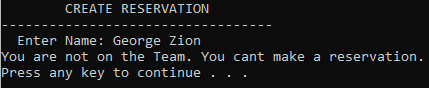 CREATE RESERVATION
---------------------------------
Enter Name: George Zion
You are not on the Team. You cant make a reservation.
Press any key to continue . . .